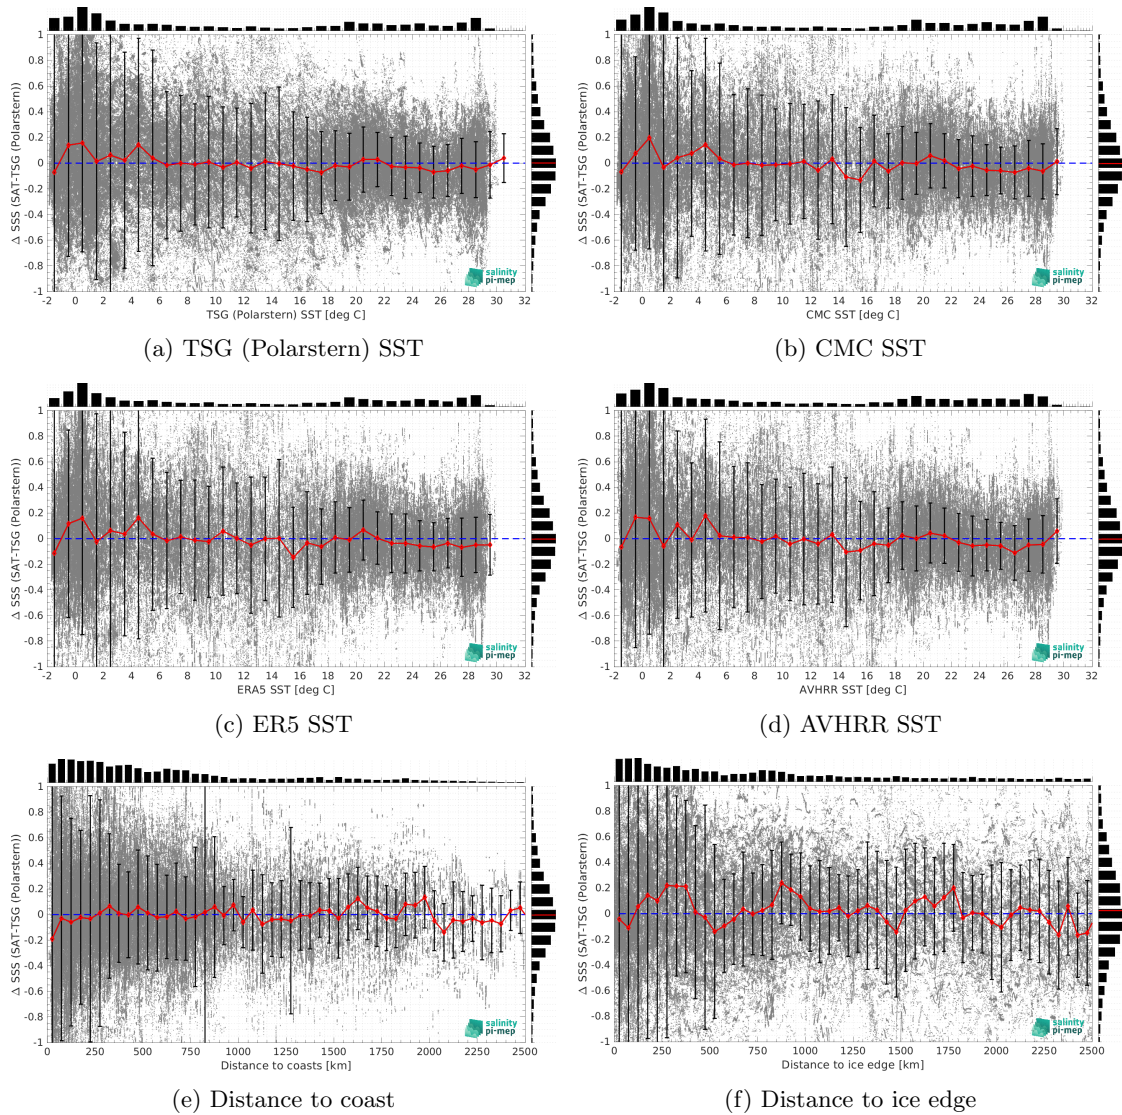 1
0.8
0.6
0.4
0.2
0
-0.2
-0.4
-0.6
-0.8
-1
Δ SSS (SAT-TSG (Polarstern))
salinity
pi-mep
-2 0 2 4 6 8 10 12 14 16 18 20 22 24 26 28 30 32
TSG (Polarstern) SST [deg C]
(a) TSG (Polarstern) SST
1
0.8
0.6
0.4
0.2
0
-0.2
-0.4
-0.6
-0.8
-1
Δ SSS (SAT-TSG (Polarstern))
salinity
pi-mep
-2 0 2 4 6 8 10 12 14 16 18 20 22 24 26 28 30 32
CMC SST [deg C]
(b) CMC SST
1
0.8
0.6
0.4
0.2
0
-0.2
-0.4
-0.6
-0.8
-1
Δ SSS (SAT-TSG (Polarstern))
salinity
pi-mep
-2 0 2 4 6 8 10 12 14 16 18 20 22 24 26 28 30 32
ERA5 SST [deg C]
(c) ER5 SST
1
0.8
0.6
0.4
0.2
0
-0.2
-0.4
-0.6
-0.8
-1
Δ SSS (SAT-TSG (Polarstern))
salinity
pi-mep
-2 0 2 4 6 8 10 12 14 16 18 20 22 24 26 28 30 32
AVHRR SST [deg C]
(d) AVHRR SST
1
0.8
0.6
0.4
0.2
0
-0.2
-0.4
-0.6
-0.8
-1
Δ SSS (SAT-TSG (Polarstern))
salinity
pi-mep
0 250 500 750 1000 1250 1500 1750 2000 2250 2500
Distance to coasts [km]
(e) Distance to coast
1
0.8
0.6
0.4
0.2
0
-0.2
-0.4
-0.6
-0.8
-1
Δ SSS (SAT-TSG (Polarstern))
salinity
pi-mep
0 250 500 750 1000 1250 1500 1750 2000 2250 2500
Distance to ice edge [km]
(f) Distance to ice edge